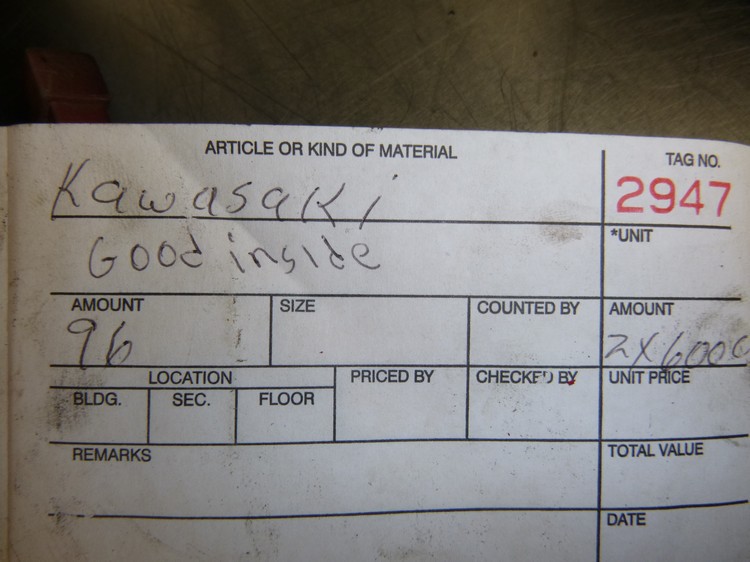 ARTICLE OR KIND OF MATERIAL
TAG NO.
Kawasaki
2947
Good inside
*UNIT
AMOUNT
SIZE
COUNTED BY
AMOUNT
96
2X6000
LOCATION
PRICED BY
CHECKED BY
UNIT PRICE
BLDG.
SEC.
FLOOR
REMARKS
TOTAL VALUE
DATE